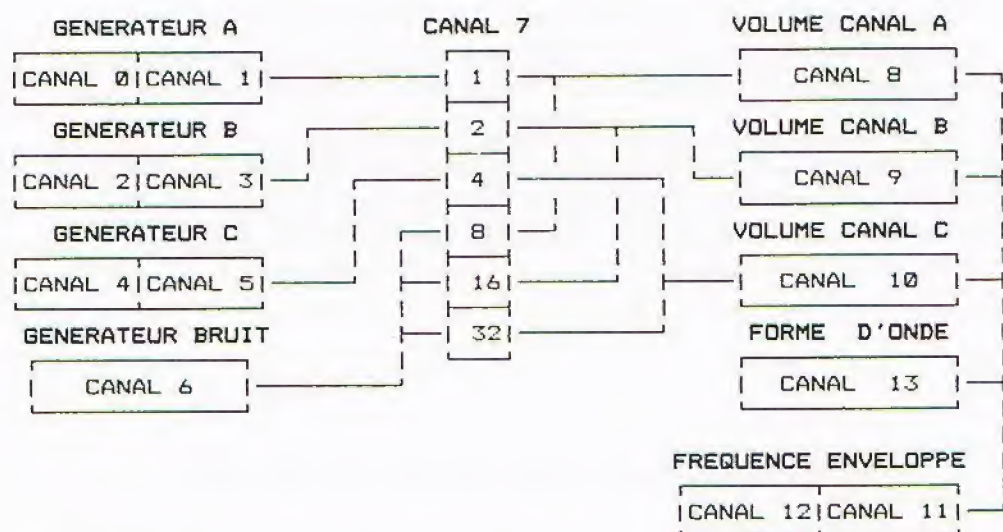 GENERATEUR A CANAL 7 VOLUME CANAL A
CANAL 0 CANAL 1 1 CANAL 8
GENERATEUR B 2 VOLUME CANAL B
CANAL 2 CANAL 3 4 CANAL 9
GENERATEUR C 8 VOLUME CANAL C
CANAL 4 CANAL 5 16 CANAL 10
GENERATEUR BRUIT 32 FORME D'ONDE
CANAL 6 CANAL 13
FREQUENCE ENVELOPPE
CANAL 12 CANAL 11